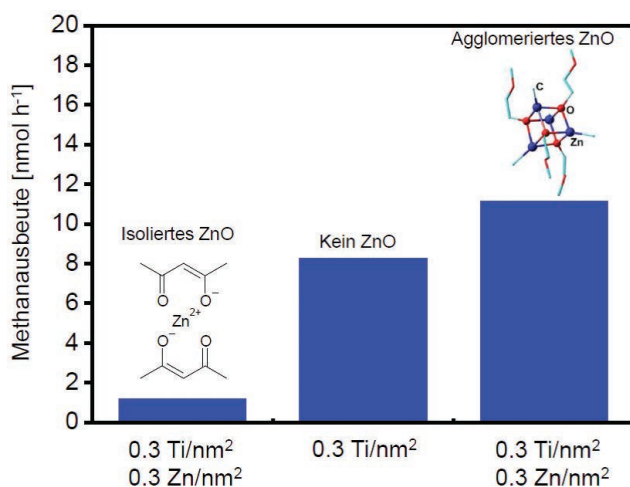 Methanausbeute [nmol h⁻¹]
20
18
16
14
12
10
8
6
4
2
0
Agglomeriertes ZnO
C
O
Zn
Isoliertes ZnO
O
O⁻
Zn²⁺
O⁻
O
Kein ZnO
0.3 Ti/nm²
0.3 Zn/nm²
0.3 Ti/nm²
0.3 Ti/nm²
0.3 Zn/nm²